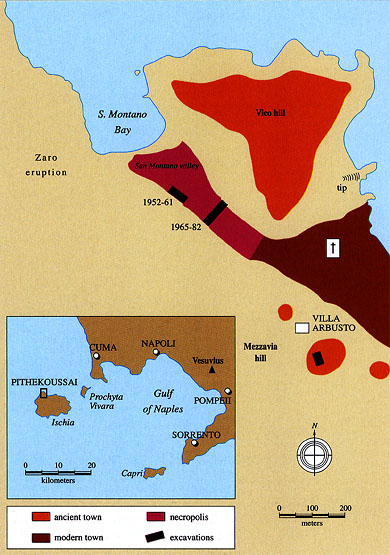 S. Montano
Bay
Vico hill
Zaro
eruption
San Montano valley
tip
1952-61
1965-82
†
VILLA
ARBUSTO
Mezzavia
hill
CUMA
NAPOLI
Vesuvius
PITHEKOUSSAI
Prochyta
Vivara
Gulf
of Naples
POMPEII
Ischia
SORRENTO
Capri
0 10 20
kilometers
N
0 100 200
meters
ancient town
necropolis
modern town
excavations